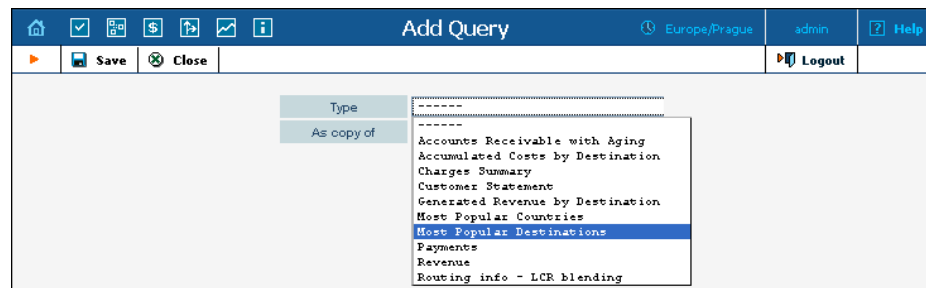 Add Query
Europe/Prague
admin
? Help
Save
Close
Logout
Type
------
As copy of
------
Accounts Receivable with Aging
Accumulated Costs by Destination
Charges Summary
Customer Statement
Generated Revenue by Destination
Most Popular Countries
Most Popular Destinations
Payments
Revenue
Routing info - LCR blending